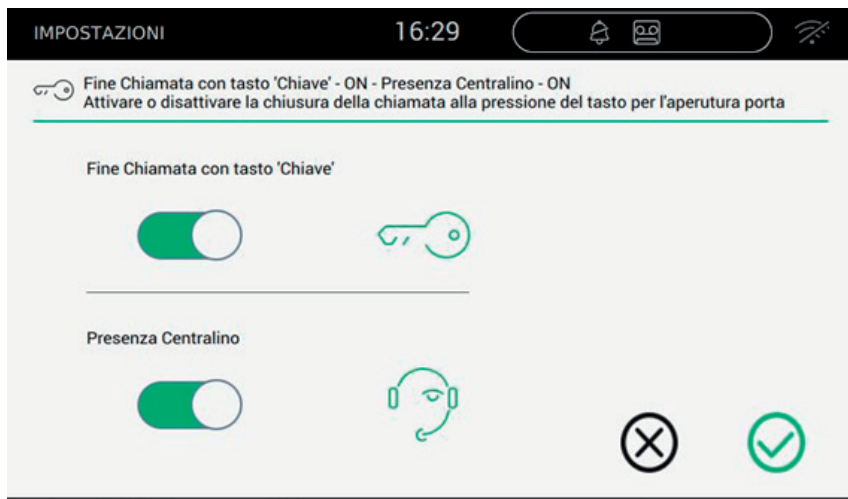 IMPOSTAZIONI 16:29
Fine Chiamata con tasto 'Chiave' - ON - Presenza Centralino - ON
Attivare o disattivare la chiusura della chiamata alla pressione del tasto per l'apertura porta
Fine Chiamata con tasto 'Chiave'
Presenza Centralino